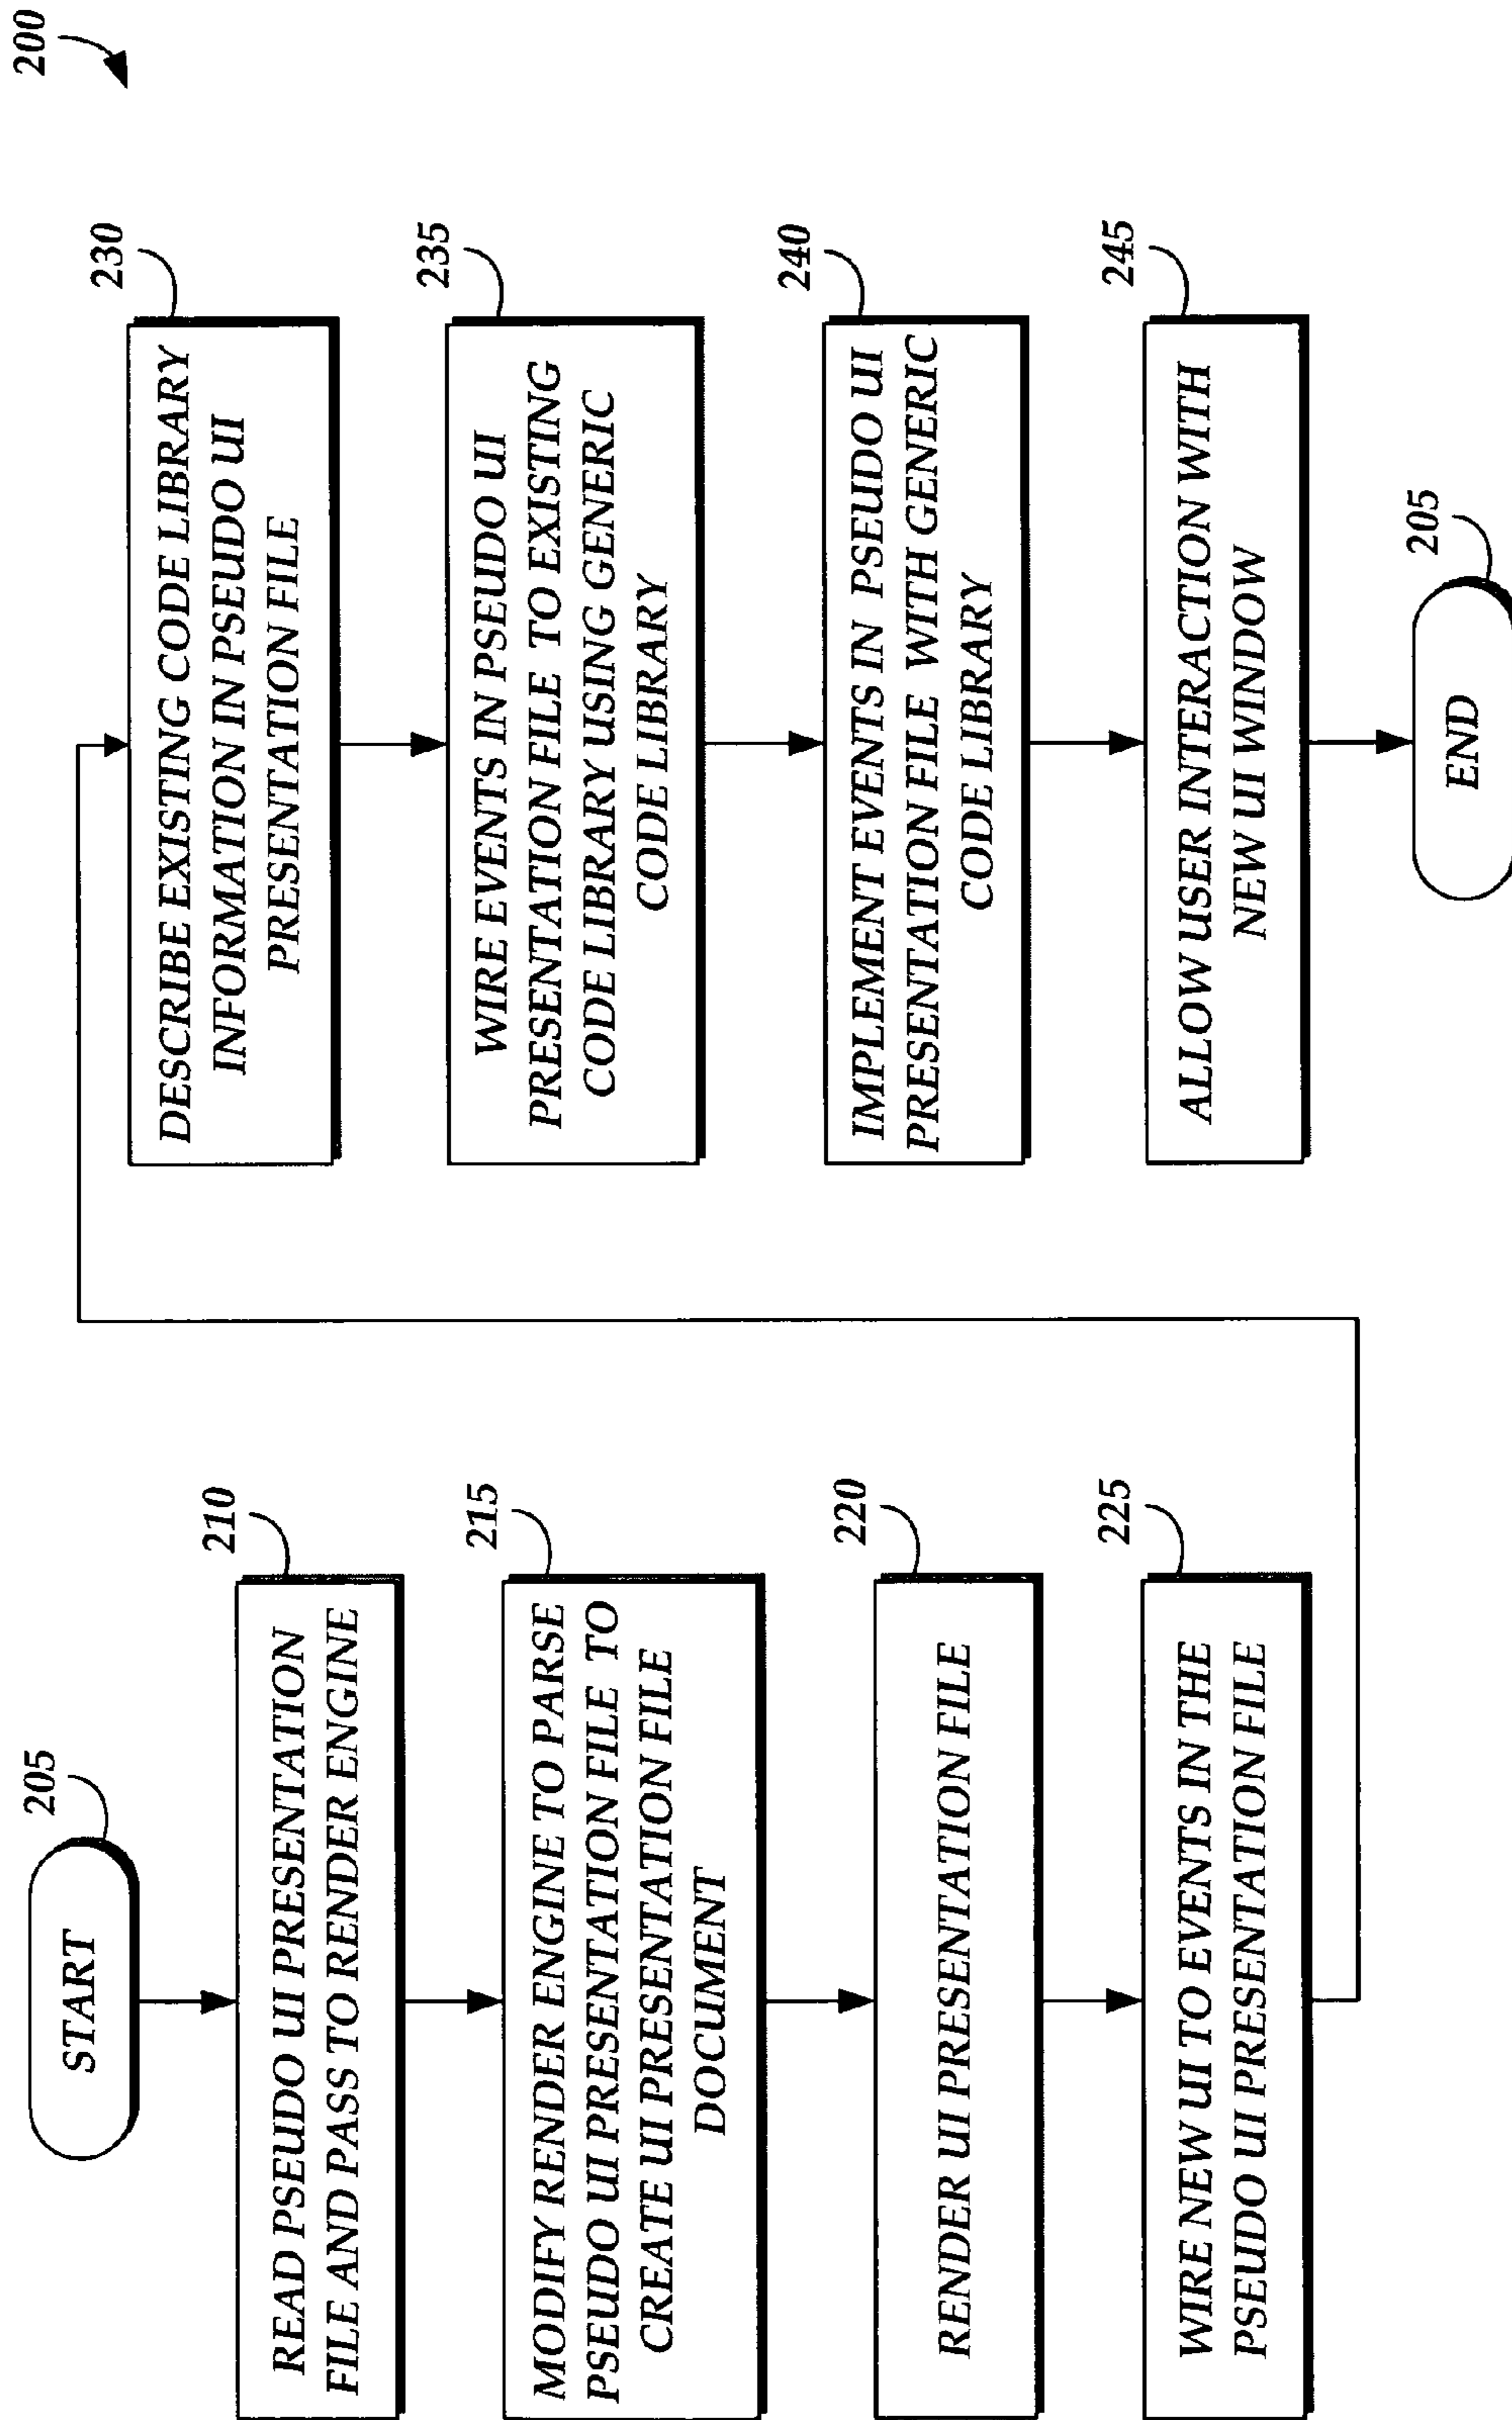 200
205
START
210
READ PSEUDO UI PRESENTATION
FILE AND PASS TO RENDER ENGINE
215
MODIFY RENDER ENGINE TO PARSE
PSEUDO UI PRESENTATION FILE TO
CREATE UI PRESENTATION FILE
DOCUMENT
220
RENDER UI PRESENTATION FILE
225
WIRE NEW UI TO EVENTS IN THE
PSEUDO UI PRESENTATION FILE
230
DESCRIBE EXISTING CODE LIBRARY
INFORMATION IN PSEUDO UI
PRESENTATION FILE
235
WIRE EVENTS IN PSEUDO UI
PRESENTATION FILE TO EXISTING
CODE LIBRARY USING GENERIC
CODE LIBRARY
240
IMPLEMENT EVENTS IN PSEUDO UI
PRESENTATION FILE WITH GENERIC
CODE LIBRARY
245
ALLOW USER INTERACTION WITH
NEW UI WINDOW
205
END